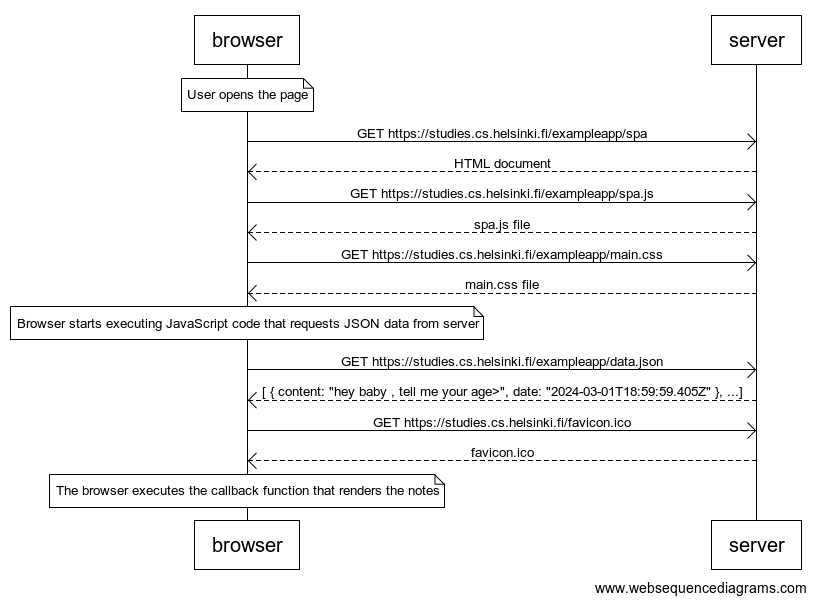 browser
server
User opens the page
GET https://studies.cs.helsinki.fi/exampleapp/spa
HTML document
GET https://studies.cs.helsinki.fi/exampleapp/spa.js
spa.js file
GET https://studies.cs.helsinki.fi/exampleapp/main.css
main.css file
Browser starts executing JavaScript code that requests JSON data from server
GET https://studies.cs.helsinki.fi/exampleapp/data.json
[ { content: "hey baby , tell me your age>", date: "2024-03-01T18:59:59.405Z" }, ...]
GET https://studies.cs.helsinki.fi/favicon.ico
favicon.ico
The browser executes the callback function that renders the notes
browser
server
www.websequencediagrams.com